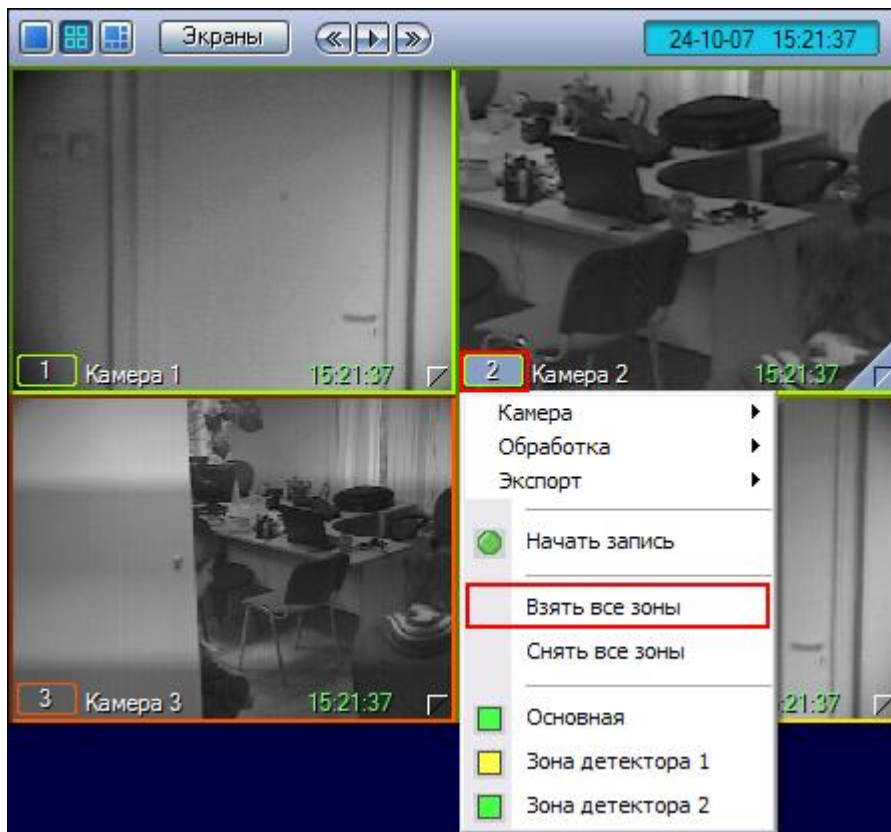 Экраны
24-10-07 15:21:37
1 Камера 1 15:21:37
2 Камера 2 15:21:37
Камера
Обработка
Экспорт
Начать запись
Взять все зоны
Снять все зоны
3 Камера 3 15:21:37
:21:37
Основная
Зона детектора 1
Зона детектора 2